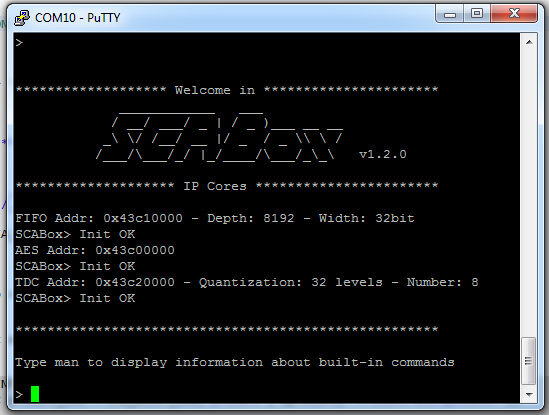 COM10 - PuTTY
>
******************* Welcome in **********************
SCABox
v1.2.0
******************** IP Cores ***********************
FIFO Addr: 0x43c10000 - Depth: 8192 - Width: 32bit
SCABox> Init OK
AES Addr: 0x43c00000
SCABox> Init OK
TDC Addr: 0x43c20000 - Quantization: 32 levels - Number: 8
SCABox> Init OK
*****************************************************
Type man to display information about built-in commands
>